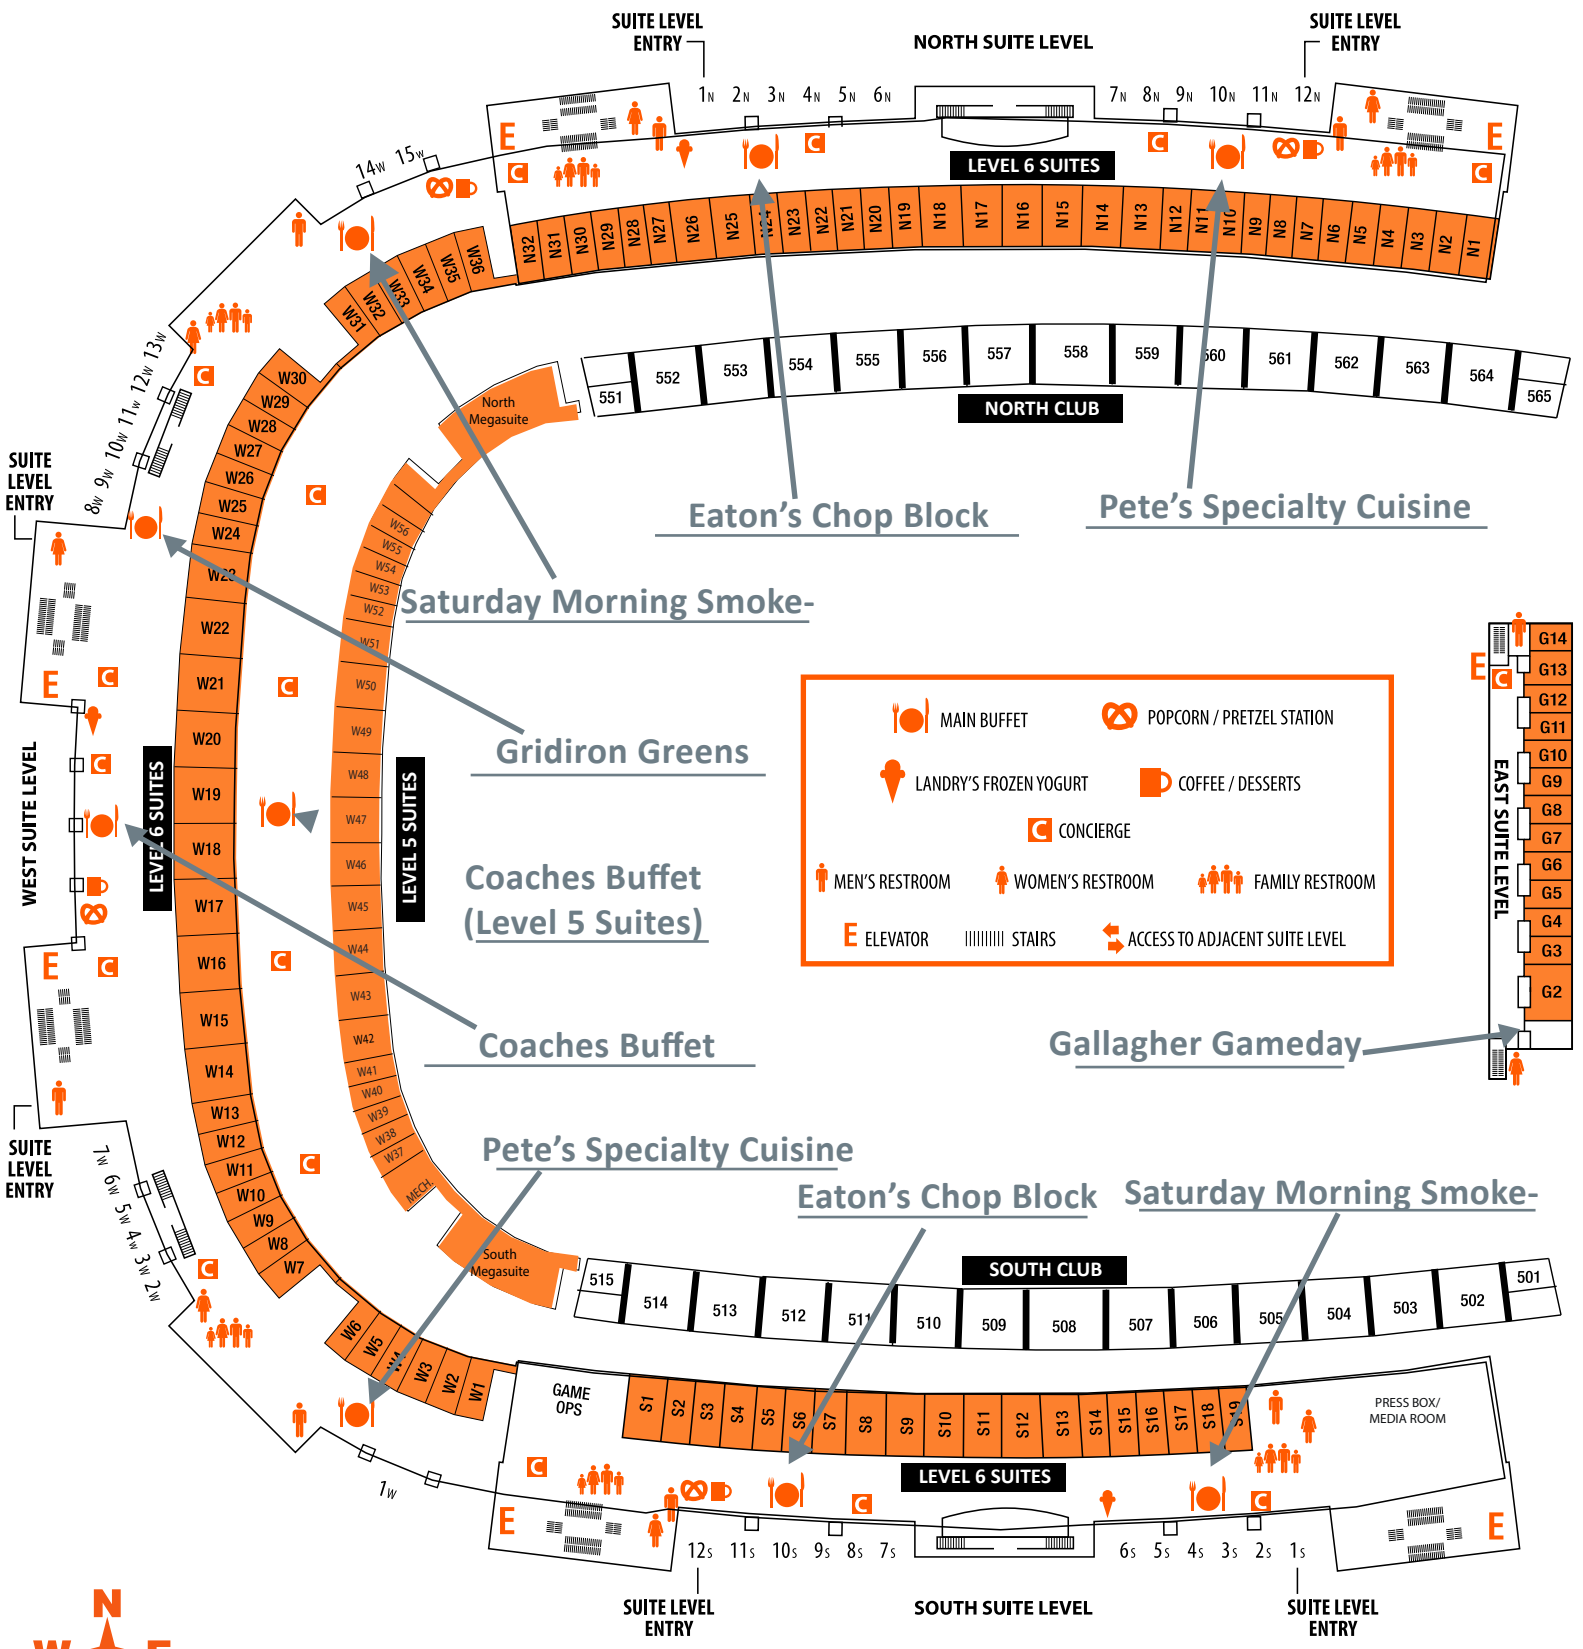 SUITE LEVEL
ENTRY
NORTH SUITE LEVEL
SUITE LEVEL
ENTRY
1N 2N 3N 4N 5N 6N
7N 8N 9N 10N 11N 12N
E
E
14W 15W
C
C
C
C
LEVEL 6 SUITES
N32 N31 N30 N29 N28 N27 N26 N25 N24 N23 N22 N21 N20 N19 N18 N17 N16 N15 N14 N13 N12 N11 N10 N9 N8 N7 N6 N5 N4 N3 N2 N1
W31 W32 W33 W34 W35 W36
8W 9W 10W 11W 12W 13W
C
551 552 553 554 555 556 557 558 559 560 561 562 563 564 565
NORTH CLUB
North
Megasuite
W30
W29
W28
W27
W26
W25
W24
W23
W22
W21
W20
W19
W18
W17
W16
W15
W14
W13
W12
W11
W10
W9
W8
W7
SUITE
LEVEL
ENTRY
C
Eaton's Chop Block
Pete's Specialty Cuisine
Saturday Morning Smoke-
W56
W55
W54
W53
W52
W51
W50
W49
W48
W47
W46
W45
W44
W43
W42
W41
W40
W39
W38
W37
MECH.
E
C
C
C
WEST SUITE LEVEL
LEVEL 6 SUITES
LEVEL 5 SUITES
Gridiron Greens
Coaches Buffet
(Level 5 Suites)
E
C
C
Coaches Buffet
MAIN BUFFET
POPCORN / PRETZEL STATION
LANDRY'S FROZEN YOGURT
COFFEE / DESSERTS
C CONCIERGE
MEN'S RESTROOM
WOMEN'S RESTROOM
FAMILY RESTROOM
E ELEVATOR
STAIRS
ACCESS TO ADJACENT SUITE LEVEL
E
C
EAST SUITE LEVEL
G14
G13
G12
G11
G10
G9
G8
G7
G6
G5
G4
G3
G2
Gallagher Gameday
SUITE
LEVEL
ENTRY
7W 6W 5W 4W 3W 2W
C
C
Pete's Specialty Cuisine
Eaton's Chop Block
Saturday Morning Smoke-
South
Megasuite
SOUTH CLUB
515 514 513 512 511 510 509 508 507 506 505 504 503 502 501
W6 W5 W4 W3 W2 W1
GAME
OPS
S1 S2 S3 S4 S5 S6 S7 S8 S9 S10 S11 S12 S13 S14 S15 S16 S17 S18 S19
PRESS BOX/
MEDIA ROOM
LEVEL 6 SUITES
C
C
C
1W
E
E
12S 11S 10S 9S 8S 7S
6S 5S 4S 3S 2S 1S
SUITE LEVEL
ENTRY
SOUTH SUITE LEVEL
SUITE LEVEL
ENTRY
N
W E